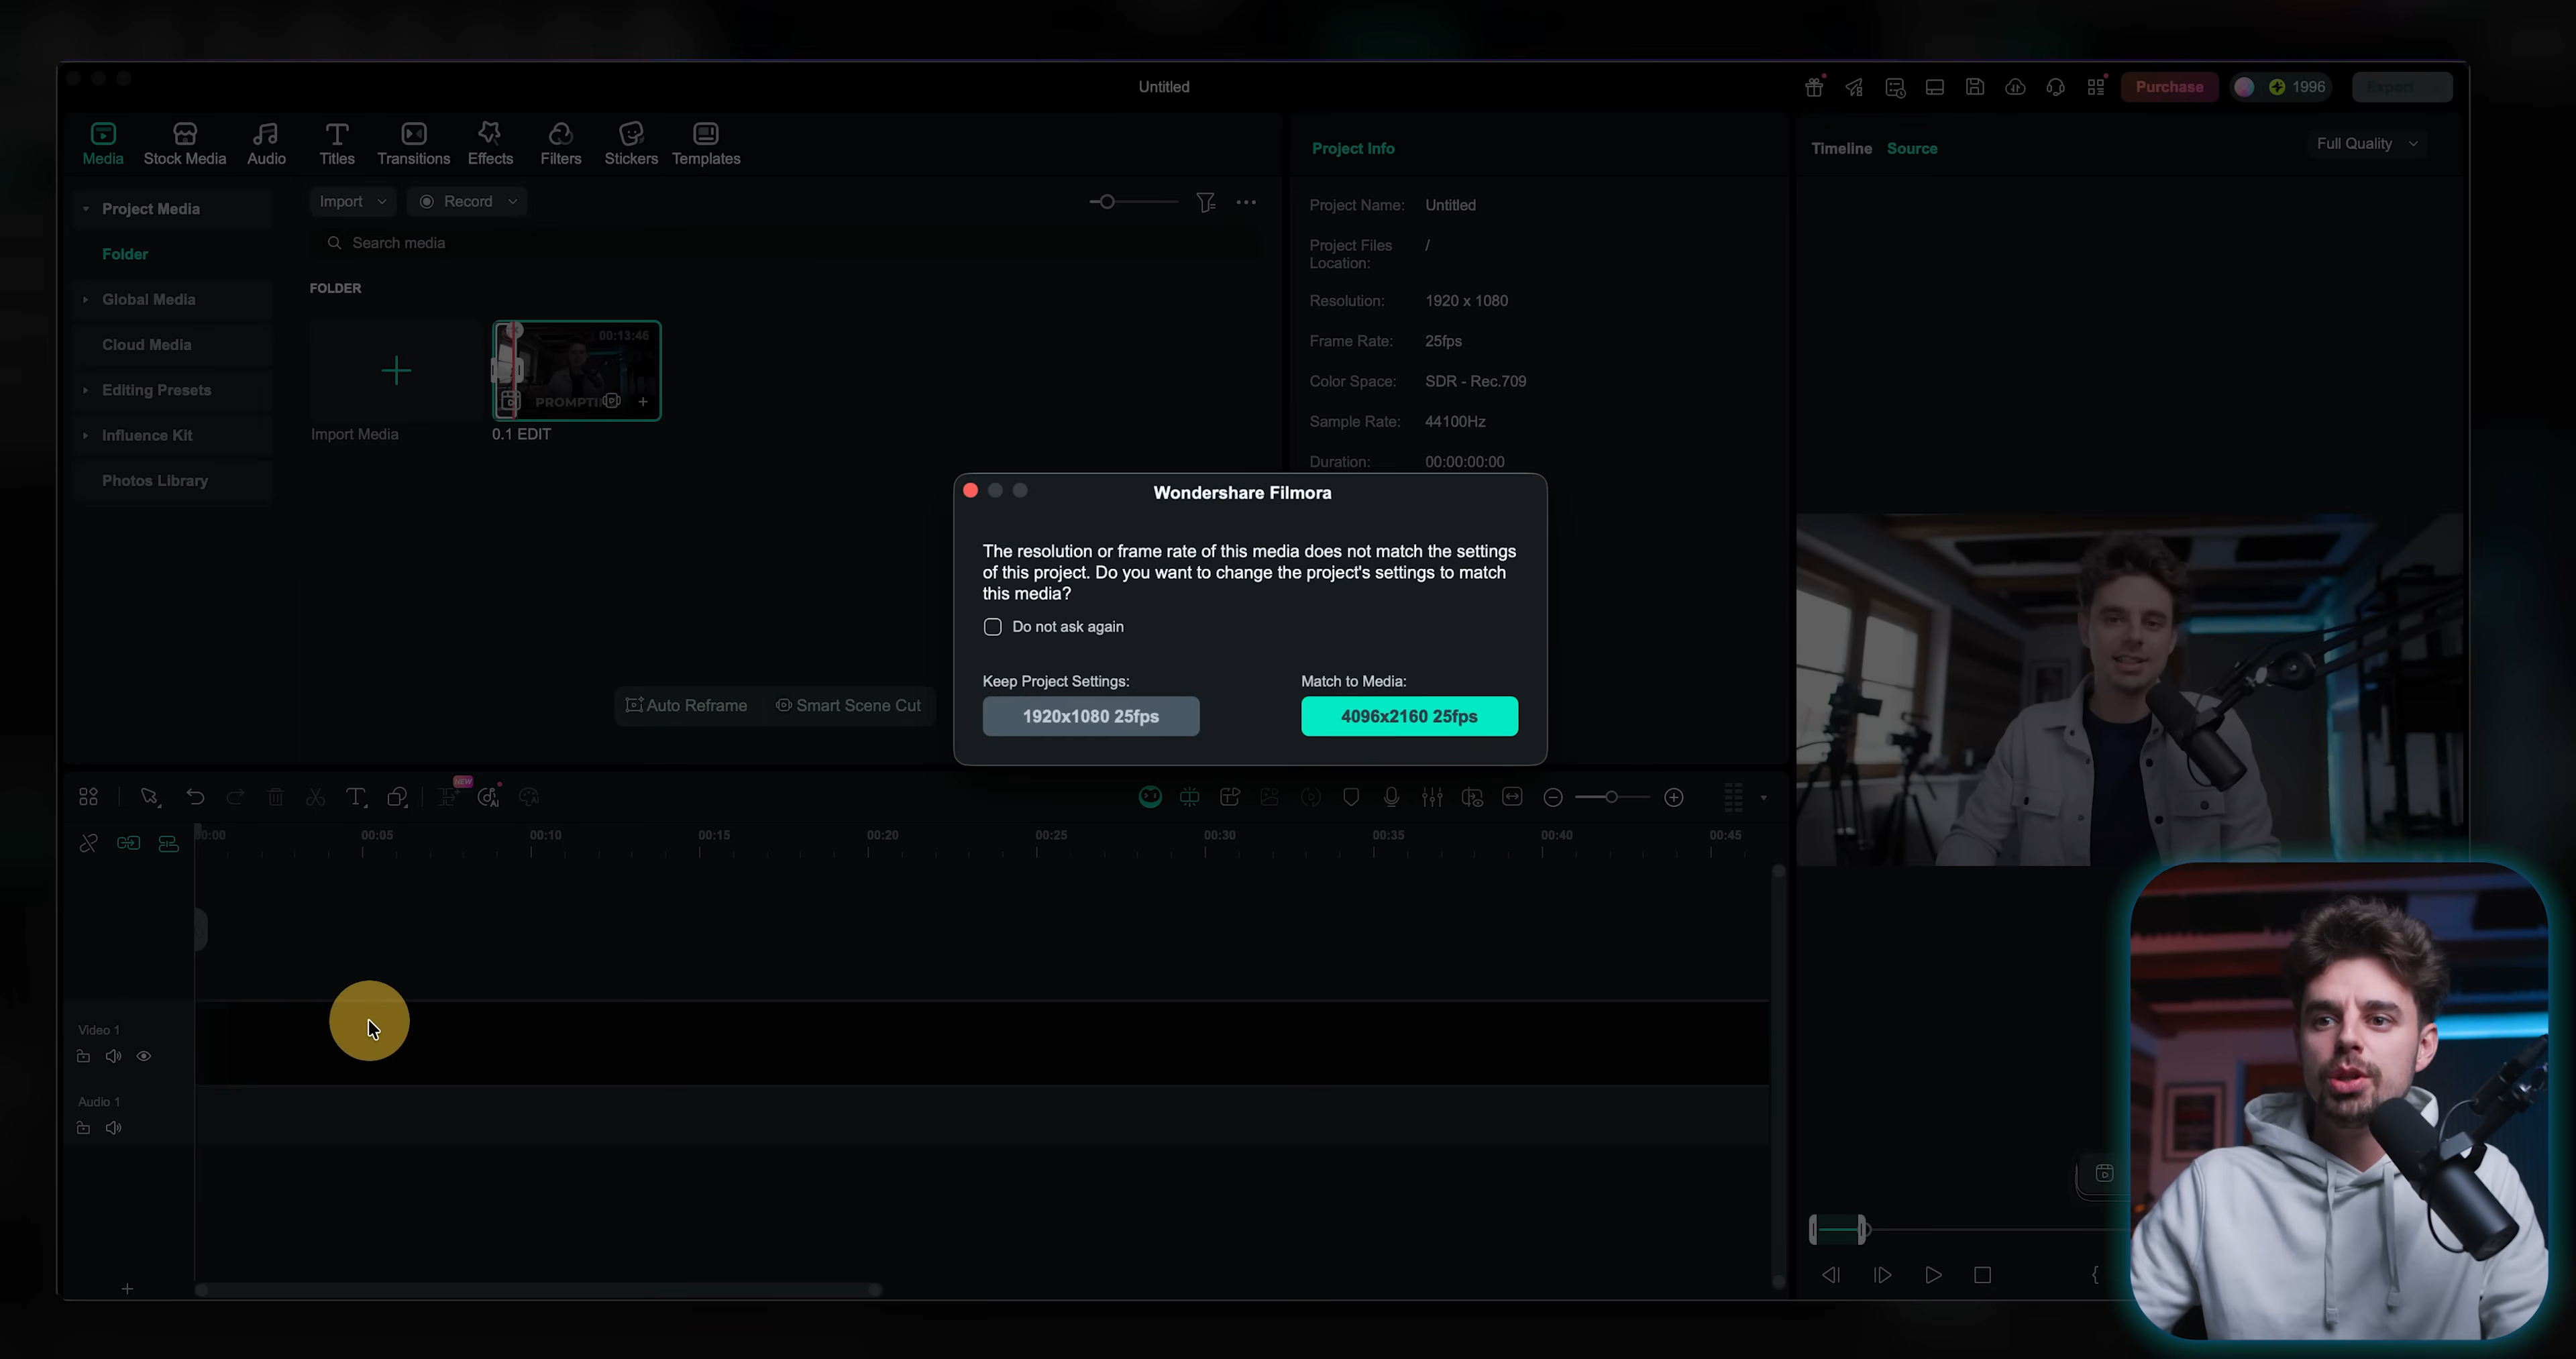 Untitled
Purchase
1996
Export
Media
Stock Media
Audio
Titles
Transitions
Effects
Filters
Stickers
Templates
Project Info
Timeline
Source
Full Quality
Project Media
Folder
Global Media
Cloud Media
Editing Presets
Influence Kit
Photos Library
Import
Record
Search media
FOLDER
Import Media
00:13:46
PROMPTI
0.1 EDIT
Auto Reframe
Smart Scene Cut
Project Name: Untitled
Project Files Location: /
Resolution: 1920 x 1080
Frame Rate: 25fps
Color Space: SDR - Rec.709
Sample Rate: 44100Hz
Duration: 00:00:00:00
Wondershare Filmora
The resolution or frame rate of this media does not match the settings
of this project. Do you want to change the project's settings to match
this media?
Do not ask again
Keep Project Settings:
1920x1080 25fps
Match to Media:
4096x2160 25fps
NEW
AI
0:00
00:05
00:10
00:15
00:20
00:25
00:30
00:35
00:40
00:45
Video 1
Audio 1
{